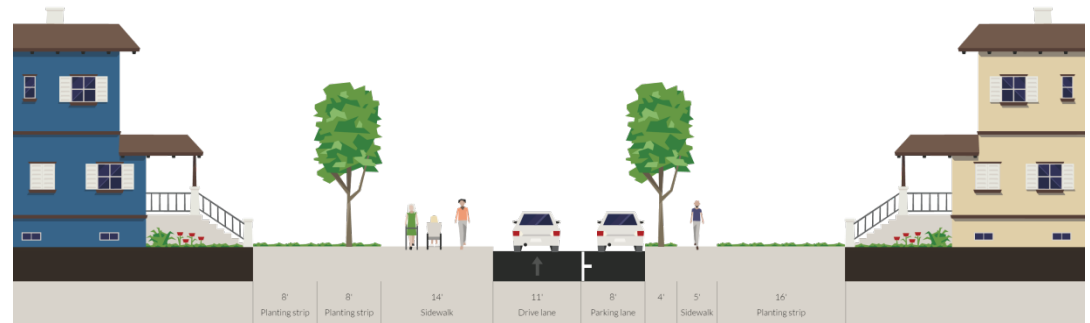 8' 8' 14' 11' 8' 4' 5' 16'
Planting strip Planting strip Sidewalk Drive lane Parking lane Sidewalk Planting strip